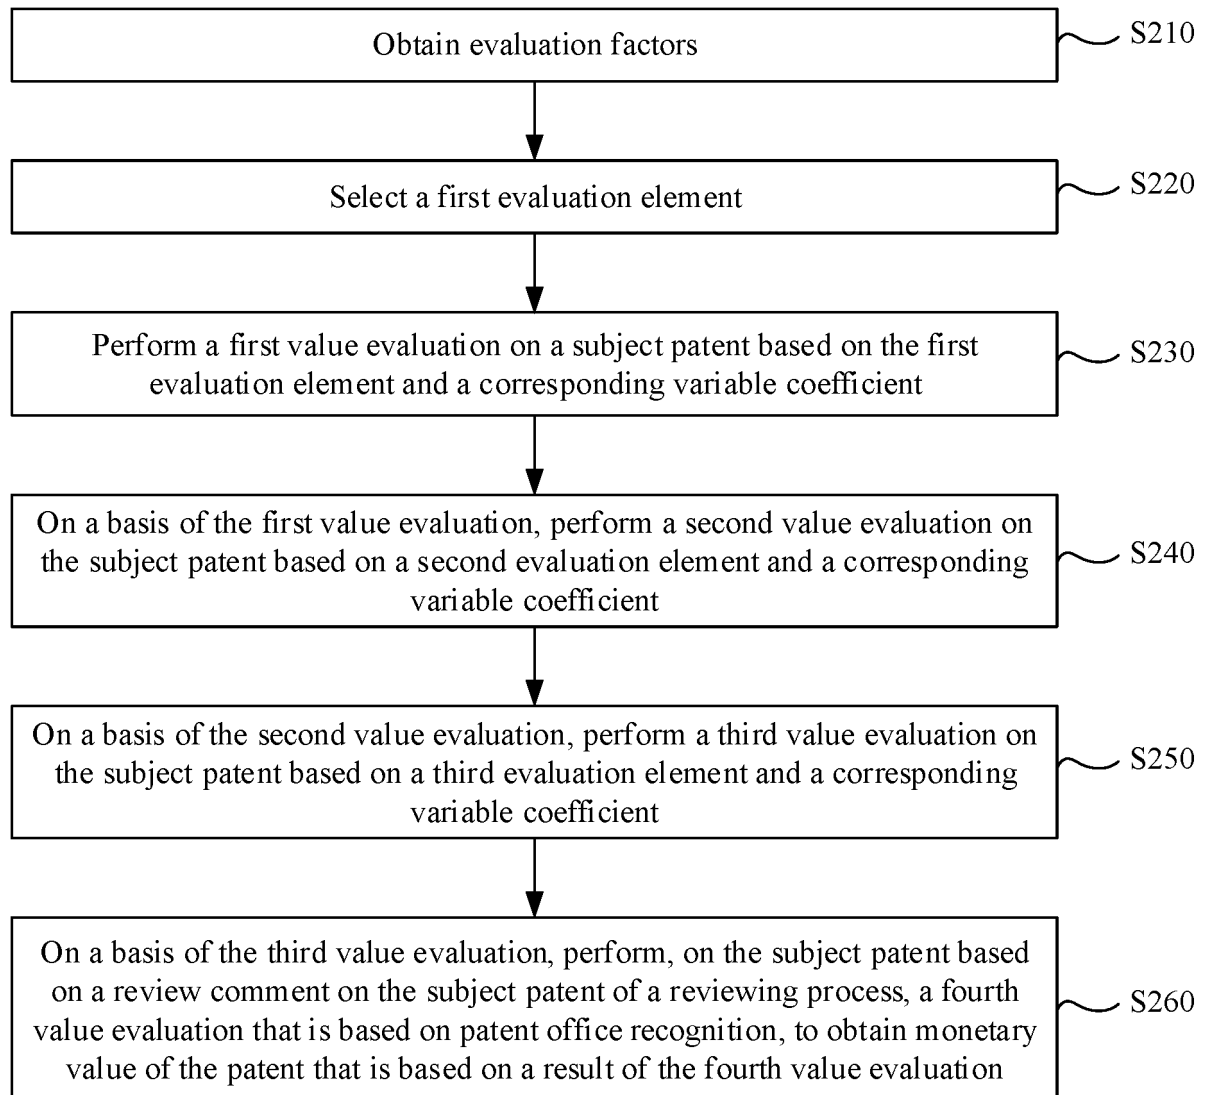 Obtain evaluation factors
S210
Select a first evaluation element
S220
Perform a first value evaluation on a subject patent based on the first
evaluation element and a corresponding variable coefficient
S230
On a basis of the first value evaluation, perform a second value evaluation on
the subject patent based on a second evaluation element and a corresponding
variable coefficient
S240
On a basis of the second value evaluation, perform a third value evaluation on
the subject patent based on a third evaluation element and a corresponding
variable coefficient
S250
On a basis of the third value evaluation, perform, on the subject patent based
on a review comment on the subject patent of a reviewing process, a fourth
value evaluation that is based on patent office recognition, to obtain monetary
value of the patent that is based on a result of the fourth value evaluation
S260